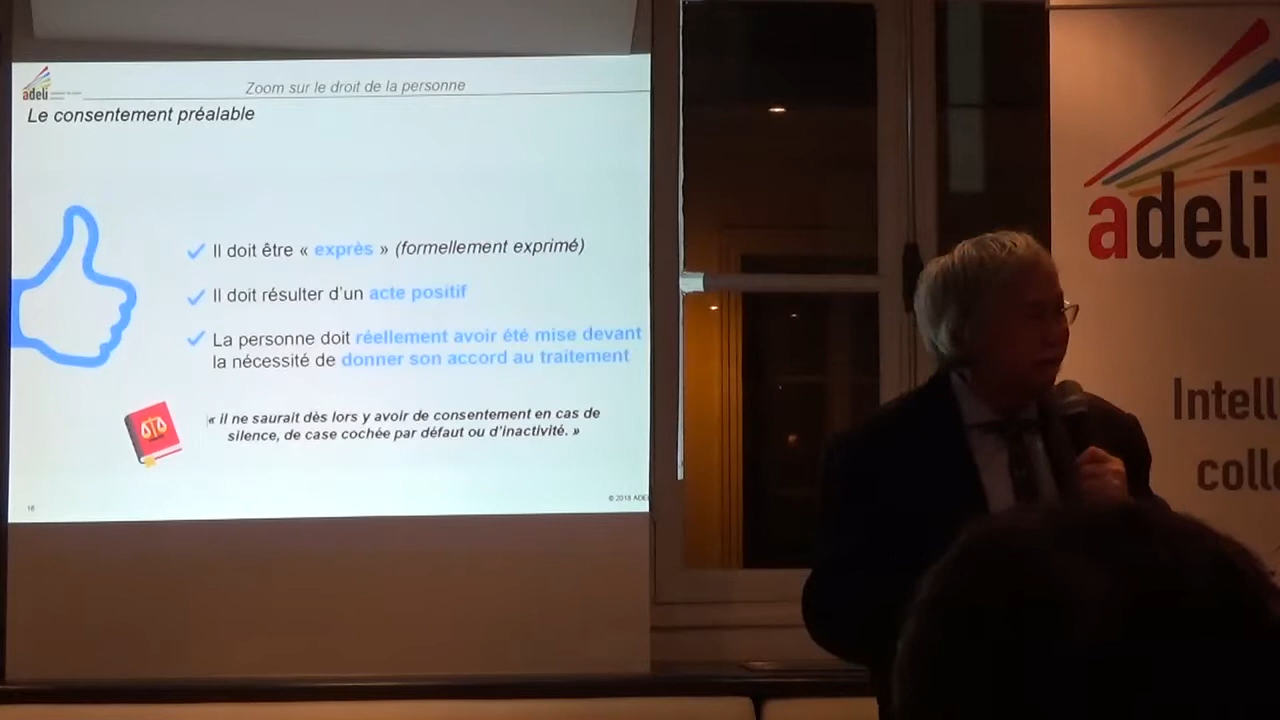 adeli
Zoom sur le droit de la personne
Le consentement préalable
Il doit être « exprès » (formellement exprimé)
Il doit résulter d'un acte positif
La personne doit réellement avoir été mise devant
la nécessité de donner son accord au traitement
« il ne saurait dès lors y avoir de consentement en cas de
silence, de case cochée par défaut ou d'inactivité. »
16
© 2018 ADE
adeli
Intell
coll